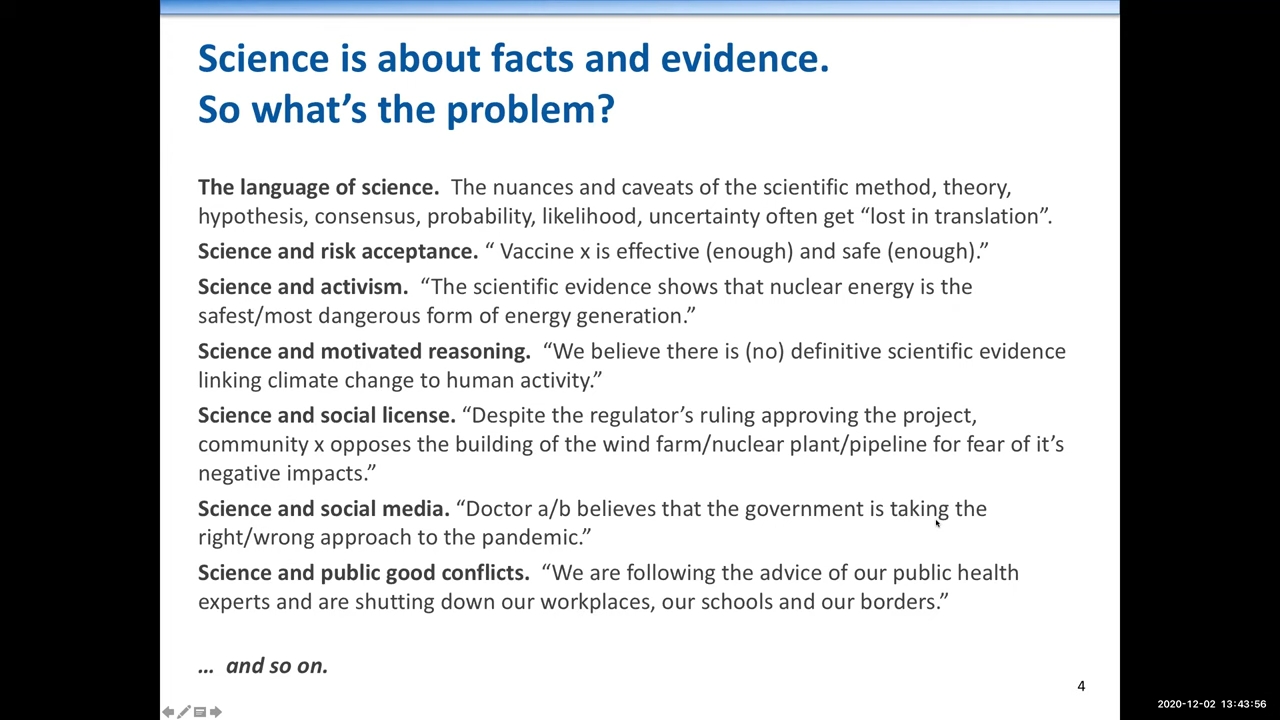 Science is about facts and evidence.
So what’s the problem?
The language of science.  The nuances and caveats of the scientific method, theory,
hypothesis, consensus, probability, likelihood, uncertainty often get “lost in translation”.
Science and risk acceptance. “ Vaccine x is effective (enough) and safe (enough).”
Science and activism.  “The scientific evidence shows that nuclear energy is the
safest/most dangerous form of energy generation.”
Science and motivated reasoning.  “We believe there is (no) definitive scientific evidence
linking climate change to human activity.”
Science and social license. “Despite the regulator’s ruling approving the project,
community x opposes the building of the wind farm/nuclear plant/pipeline for fear of it’s
negative impacts.”
Science and social media. “Doctor a/b believes that the government is taking the
right/wrong approach to the pandemic.”
Science and public good conflicts.  “We are following the advice of our public health
experts and are shutting down our workplaces, our schools and our borders.”
…  and so on.
4
2020-12-02 13:43:56